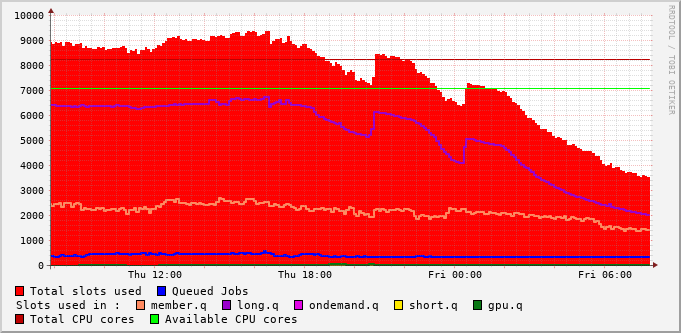 10000
9000
8000
7000
6000
5000
4000
3000
2000
1000
0
Thu 12:00 Thu 18:00 Fri 00:00 Fri 06:00
RRDTOOL / TOBI OETIKER
Total slots used Queued Jobs
Slots used in : member.q long.q ondemand.q short.q gpu.q
Total CPU cores Available CPU cores